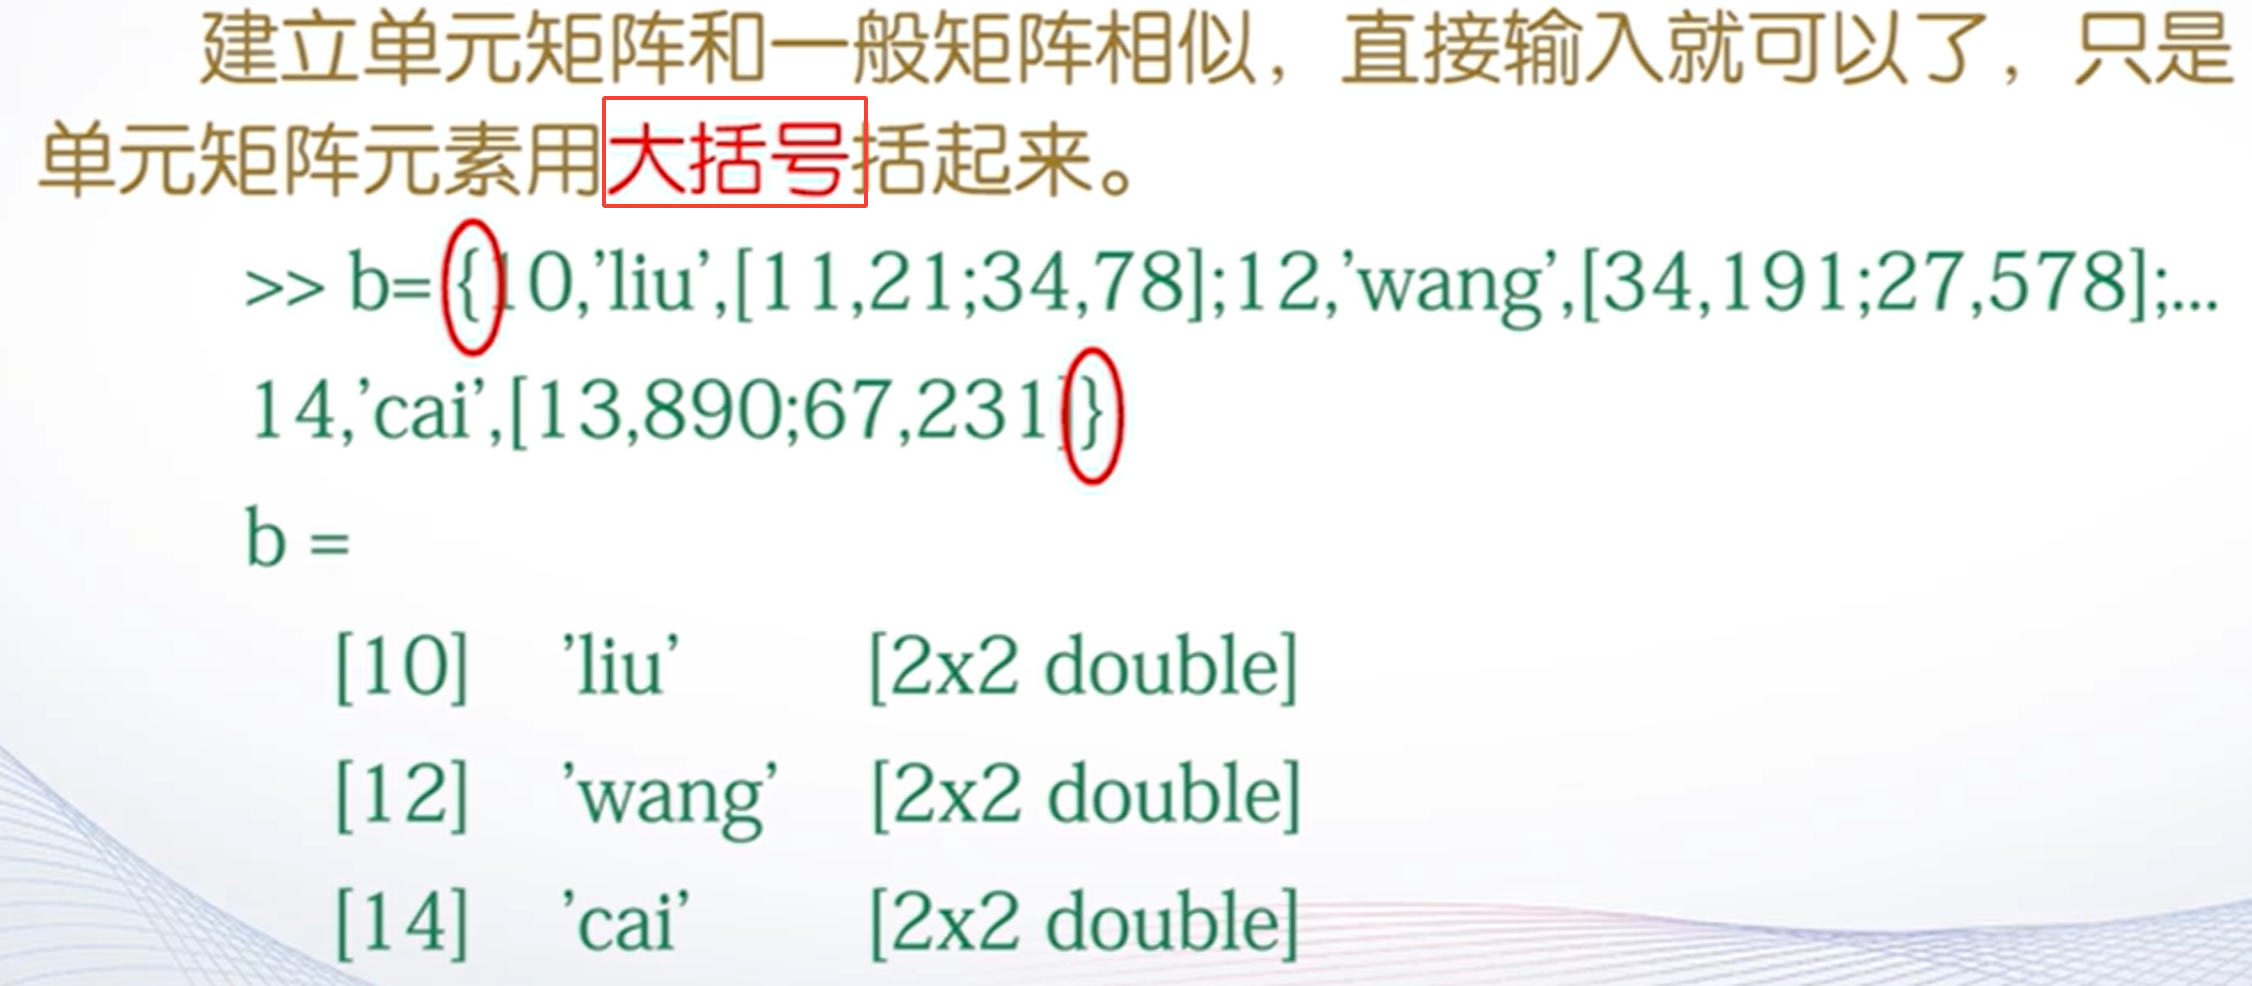 建立单元矩阵和一般矩阵相似，直接输入就可以了，只是
单元矩阵元素用大括号括起来。
>> b={10,’liu’,[11,21;34,78];12,’wang’,[34,191;27,578];...
14,’cai’,[13,890;67,231]}
b =
[10] ’liu’ [2x2 double]
[12] ’wang’ [2x2 double]
[14] ’cai’ [2x2 double]